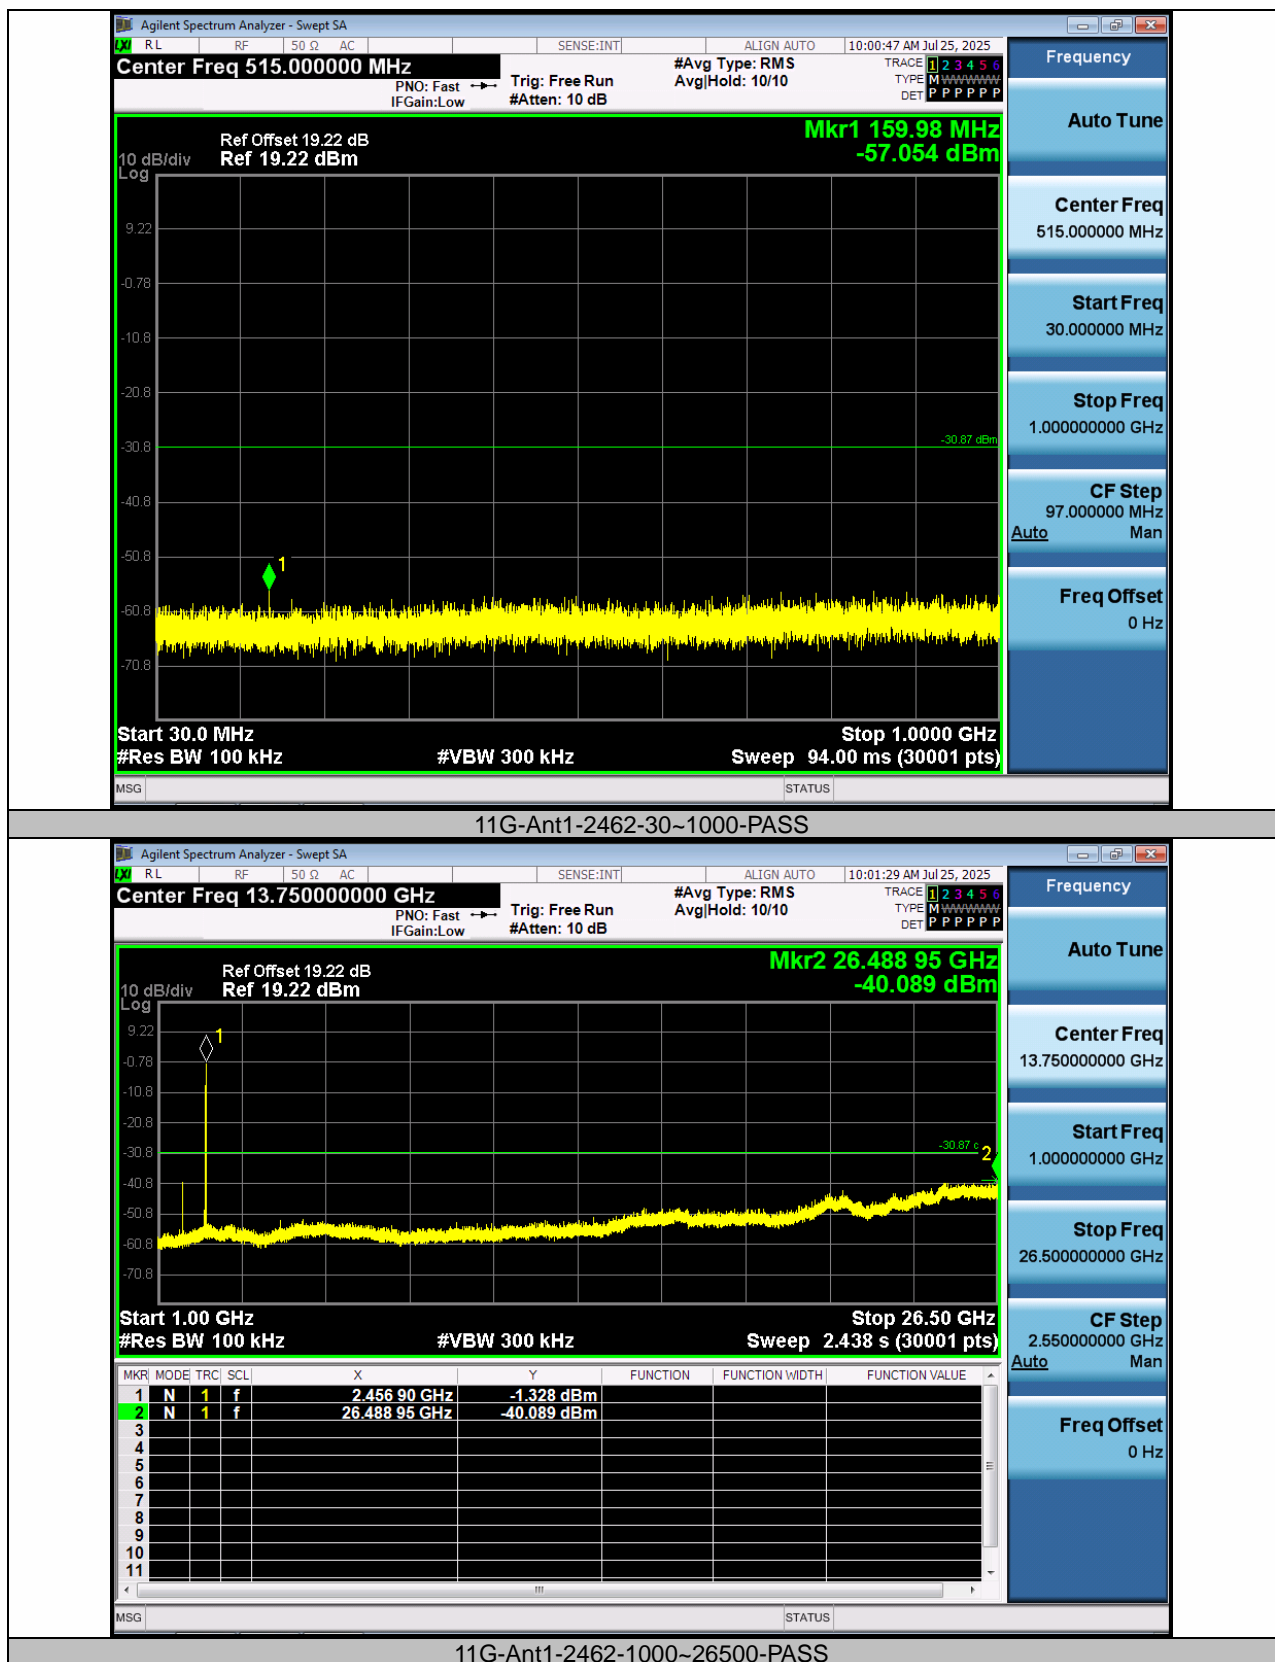 Agilent Spectrum Analyzer - Swept SA
LXI RL RF 50 Ω AC SENSE:INT ALIGN AUTO 10:00:47 AM Jul 25, 2025
Center Freq 515.000000 MHz
PNO: Fast
IFGain:Low
Trig: Free Run
#Atten: 10 dB
#Avg Type: RMS
Avg|Hold: 10/10
TRACE 1 2 3 4 5 6
TYPE M WWWWW
DET P P P P P P
Mkr1 159.98 MHz
-57.054 dBm
Ref Offset 19.22 dB
10 dB/div Ref 19.22 dBm
Log
9.22
-0.78
-10.8
-20.8
-30.8
-30.87 dBm
-40.8
-50.8
1
-60.8
-70.8
Start 30.0 MHz Stop 1.0000 GHz
#Res BW 100 kHz #VBW 300 kHz Sweep 94.00 ms (30001 pts)
MSG STATUS
Frequency
Auto Tune
Center Freq
515.000000 MHz
Start Freq
30.000000 MHz
Stop Freq
1.000000000 GHz
CF Step
97.000000 MHz
Auto Man
Freq Offset
0 Hz
11G-Ant1-2462-30~1000-PASS
Agilent Spectrum Analyzer - Swept SA
LXI RL RF 50 Ω AC SENSE:INT ALIGN AUTO 10:01:29 AM Jul 25, 2025
Center Freq 13.750000000 GHz
PNO: Fast
IFGain:Low
Trig: Free Run
#Atten: 10 dB
#Avg Type: RMS
Avg|Hold: 10/10
TRACE 1 2 3 4 5 6
TYPE M WWWWW
DET P P P P P P
Mkr2 26.488 95 GHz
-40.089 dBm
Ref Offset 19.22 dB
10 dB/div Ref 19.22 dBm
Log
9.22
1
-0.78
-10.8
-20.8
-30.8
-30.87 c
2
-40.8
-50.8
-60.8
-70.8
Start 1.00 GHz Stop 26.50 GHz
#Res BW 100 kHz #VBW 300 kHz Sweep 2.438 s (30001 pts)
MKR MODE TRC SCL X Y FUNCTION FUNCTION WIDTH FUNCTION VALUE
1 N 1 f 2.456 90 GHz -1.328 dBm
2 N 1 f 26.488 95 GHz -40.089 dBm
3
4
5
6
7
8
9
10
11
MSG STATUS
Frequency
Auto Tune
Center Freq
13.750000000 GHz
Start Freq
1.000000000 GHz
Stop Freq
26.500000000 GHz
CF Step
2.550000000 GHz
Auto Man
Freq Offset
0 Hz
11G-Ant1-2462-1000~26500-PASS